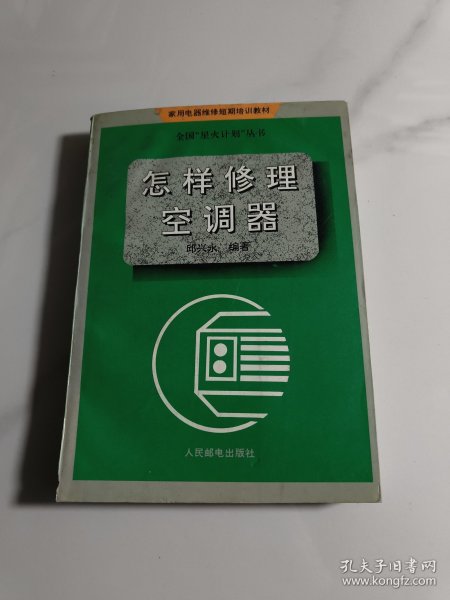 家用电器维修短期培训教材
全国“星火计划”丛书
怎样修理
空调器
邱兴永 编著
人民邮电出版社
孔夫子旧书网
www.kongfz.com